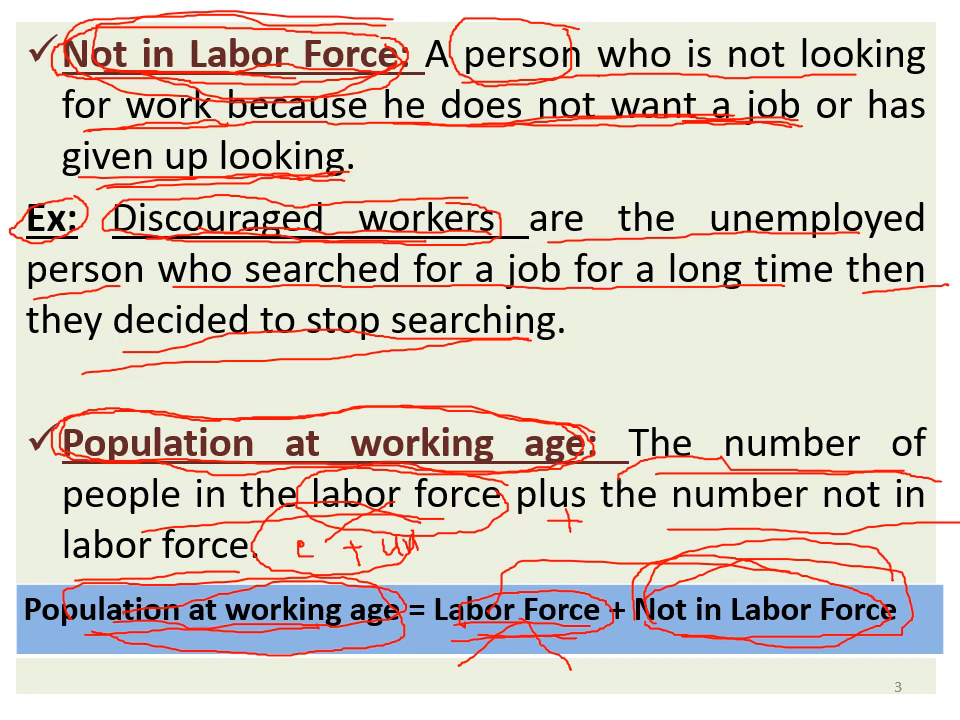 ✓ Not in Labor Force: A person who is not looking
for work because he does not want a job or has
given up looking.
Ex: Discouraged workers are the unemployed
person who searched for a job for a long time then
they decided to stop searching.
✓ Population at working age: The number of
people in the labor force plus the number not in
+
labor force.
e + un
Population at working age = Labor Force + Not in Labor Force
3